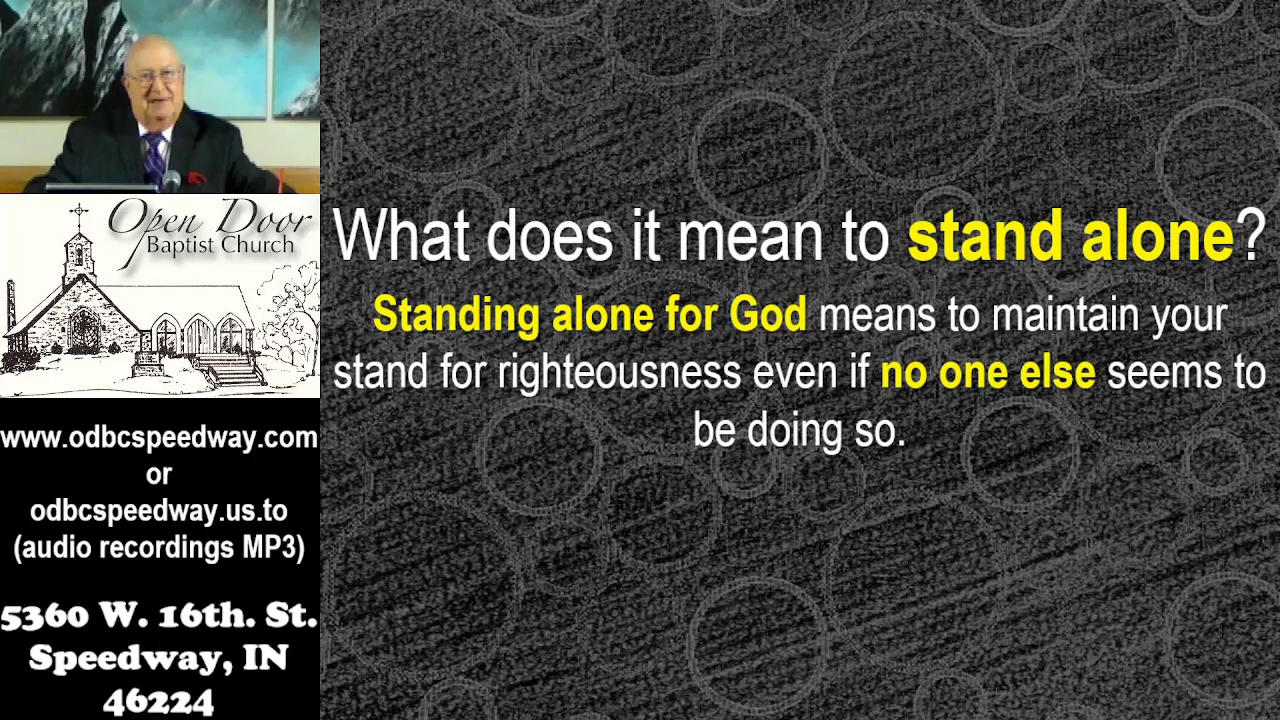 Open Door
Baptist Church
www.odbcspeedway.com
or
odbcspeedway.us.to
(audio recordings MP3)
5360 W. 16th. St.
Speedway, IN
46224
What does it mean to stand alone?
Standing alone for God means to maintain your
stand for righteousness even if no one else seems to
be doing so.